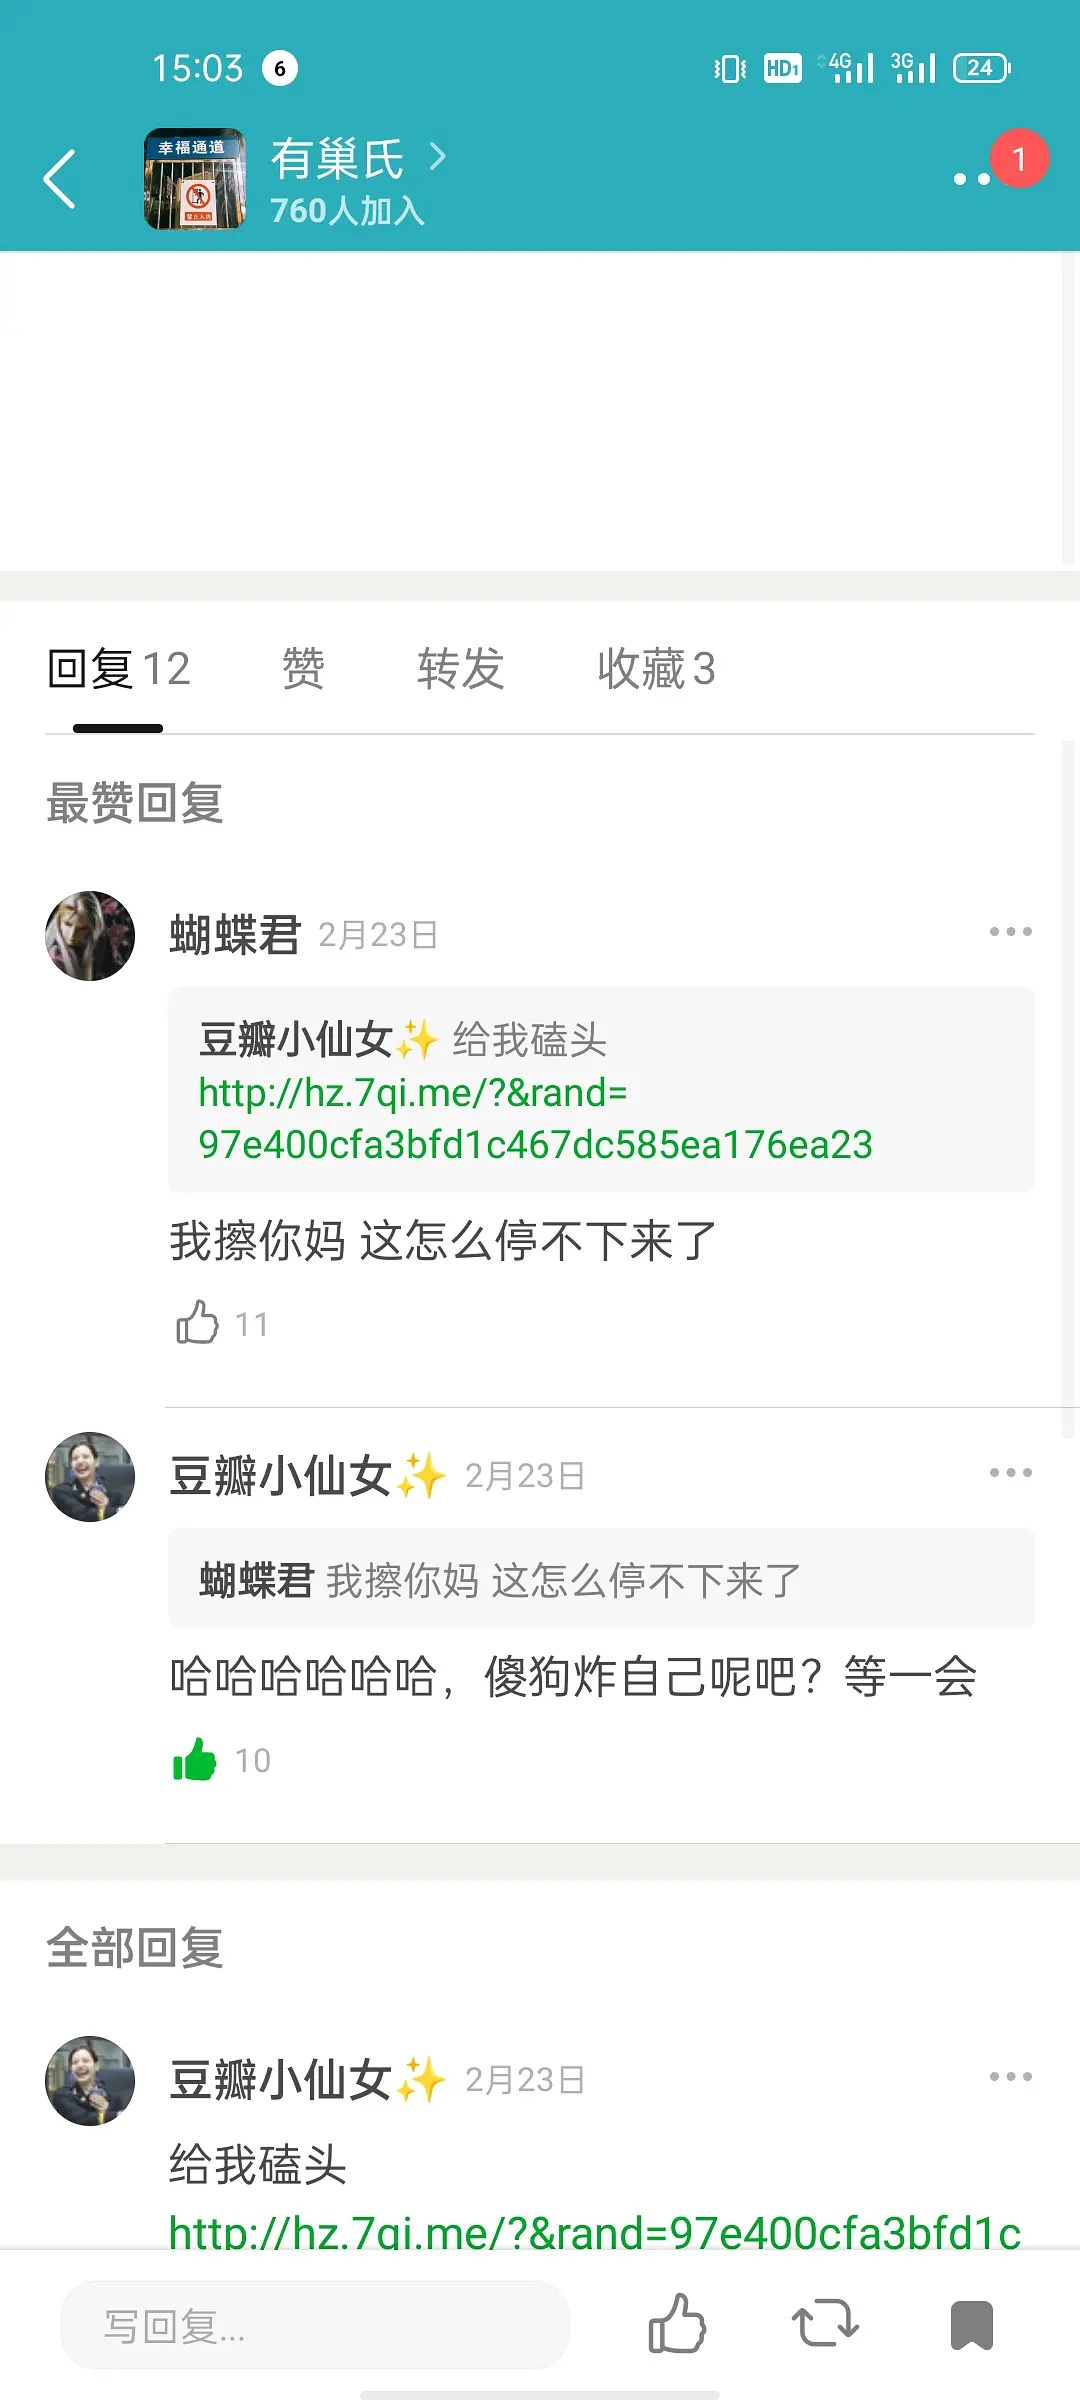 15:03 6 HD1 4G 3G 24
幸福通道
禁止入内
有巢氏
760人加入
1
回复 12 赞 转发 收藏 3
最赞回复
蝴蝶君 2月23日
豆瓣小仙女✨ 给我磕头
http://hz.7qi.me/?&rand=
97e400cfa3bfd1c467dc585ea176ea23
我擦你妈 这怎么停不下来了
11
豆瓣小仙女✨ 2月23日
蝴蝶君 我擦你妈 这怎么停不下来了
哈哈哈哈哈哈，傻狗炸自己呢吧？等一会
10
全部回复
豆瓣小仙女✨ 2月23日
给我磕头
http://hz.7qi.me/?&rand=97e400cfa3bfd1c
写回复...